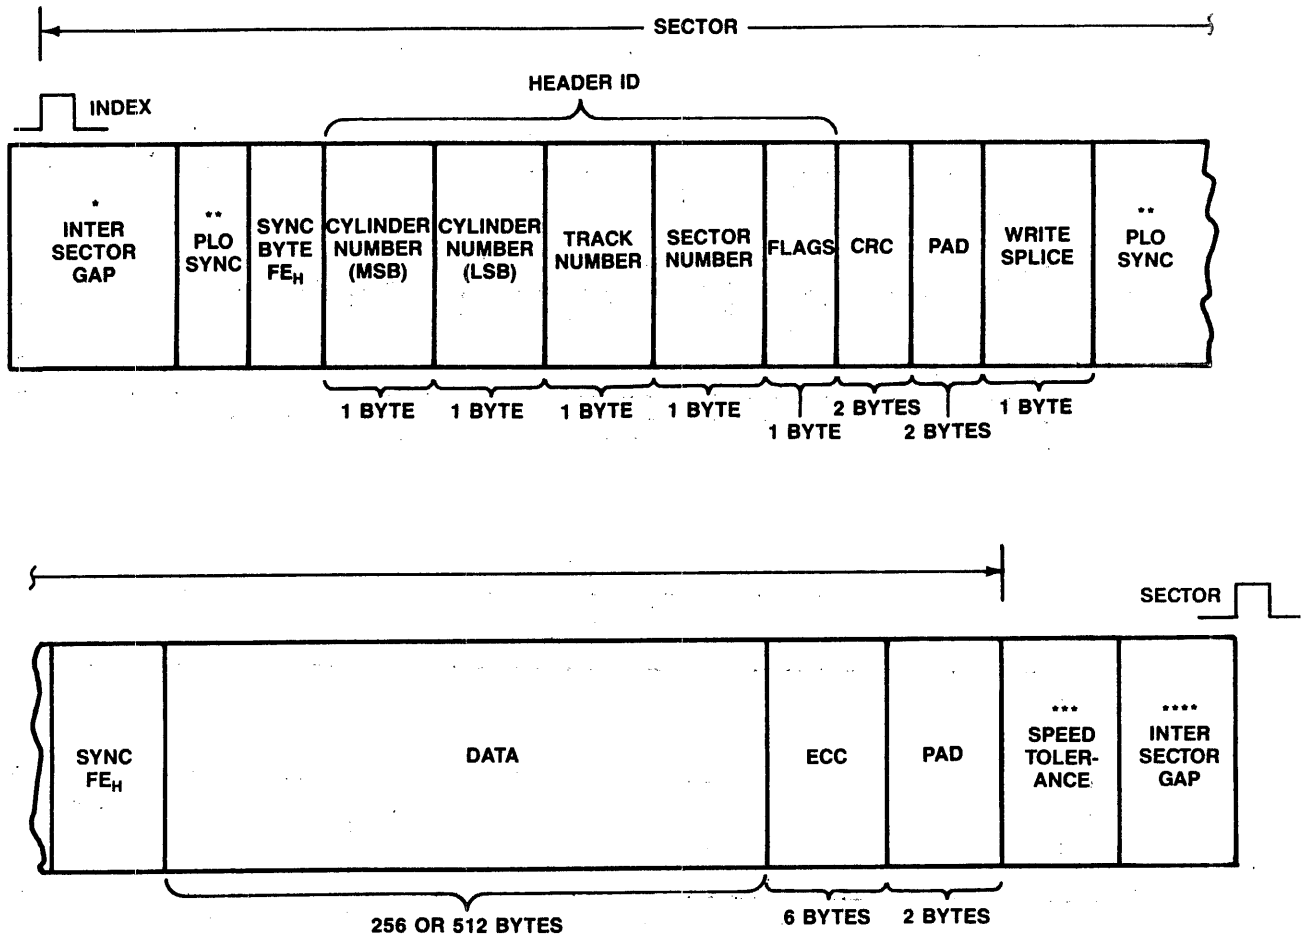 SECTOR
HEADER ID
INDEX
*
INTER
SECTOR
GAP
**
PLO
SYNC
SYNC
BYTE
FEH
CYLINDER
NUMBER
(MSB)
CYLINDER
NUMBER
(LSB)
TRACK
NUMBER
SECTOR
NUMBER
FLAGS
CRC
PAD
WRITE
SPLICE
**
PLO
SYNC
1 BYTE
1 BYTE
1 BYTE
1 BYTE
1 BYTE
2 BYTES
2 BYTES
1 BYTE
SECTOR
SYNC
FEH
DATA
ECC
PAD
***
SPEED
TOLER-
ANCE
****
INTER
SECTOR
GAP
256 OR 512 BYTES
6 BYTES
2 BYTES